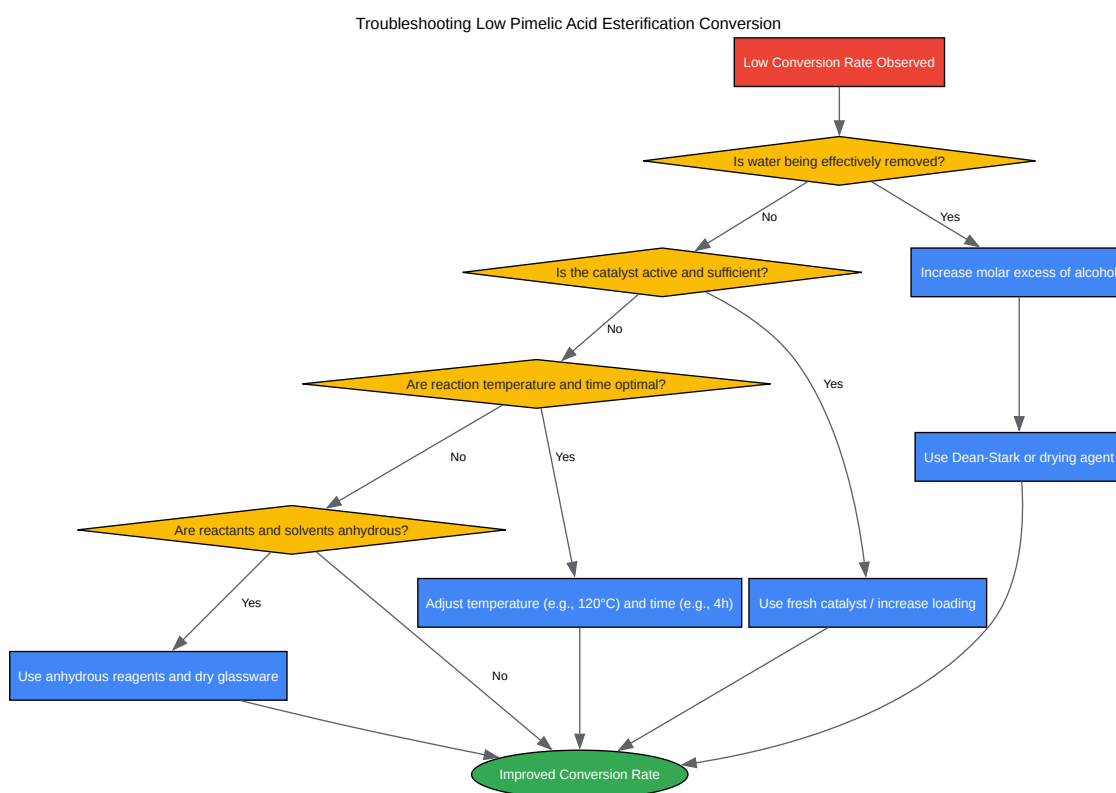 Troubleshooting Low Pimelic Acid Esterification Conversion
Low Conversion Rate Observed
Is water being effectively removed?
No
Yes
Is the catalyst active and sufficient?
Increase molar excess of alcohol
No
Are reaction temperature and time optimal?
Yes
No
Yes
Use Dean-Stark or drying agent
Are reactants and solvents anhydrous?
Yes
Adjust temperature (e.g., 120°C) and time (e.g., 4h)
Use fresh catalyst / increase loading
Use anhydrous reagents and dry glassware
No
Improved Conversion Rate